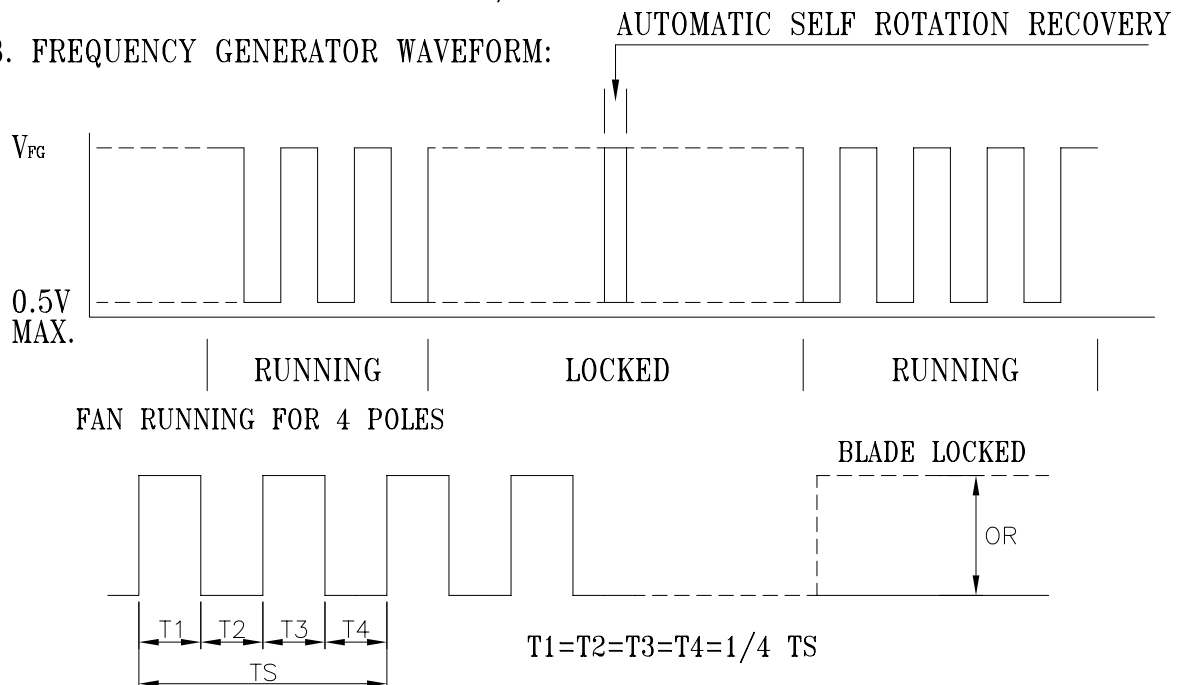 3. FREQUENCY GENERATOR WAVEFORM:
AUTOMATIC SELF ROTATION RECOVERY
VFG
0.5V
MAX.
RUNNING LOCKED RUNNING
FAN RUNNING FOR 4 POLES
BLADE LOCKED
OR
T1 T2 T3 T4
T1=T2=T3=T4=1/4 TS
TS